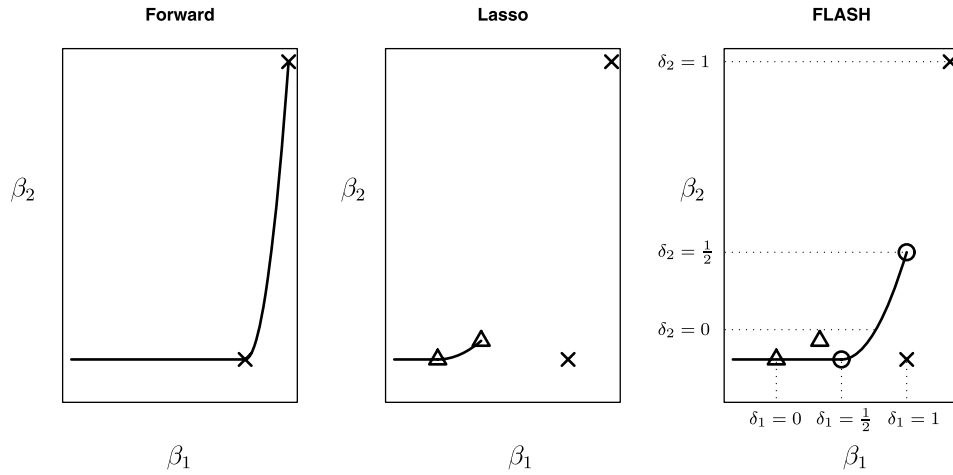 Forward
Lasso
FLASH
β₂
β₂
β₂
δ₂ = 1
δ₂ = ½
δ₂ = 0
δ₁ = 0
δ₁ = ½
δ₁ = 1
β₁
β₁
β₁